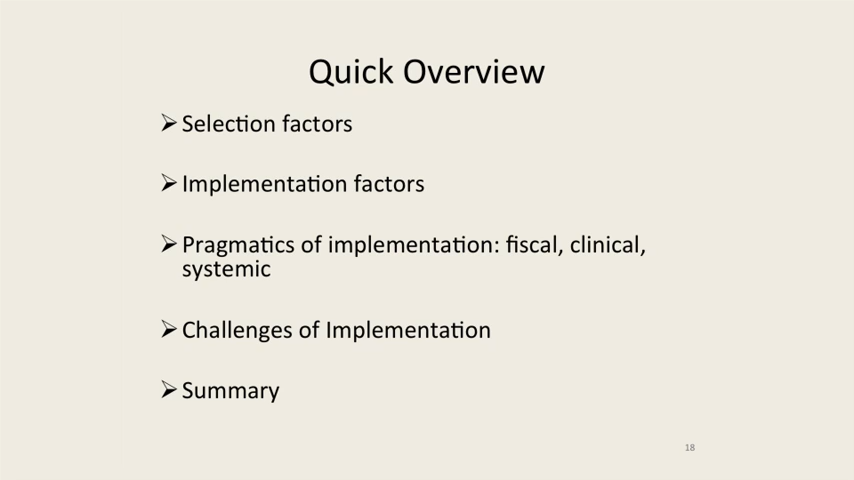 Quick Overview
➢Selection factors
➢Implementation factors
➢Pragmatics of implementation: fiscal, clinical,
systemic
➢Challenges of Implementation
➢Summary
18